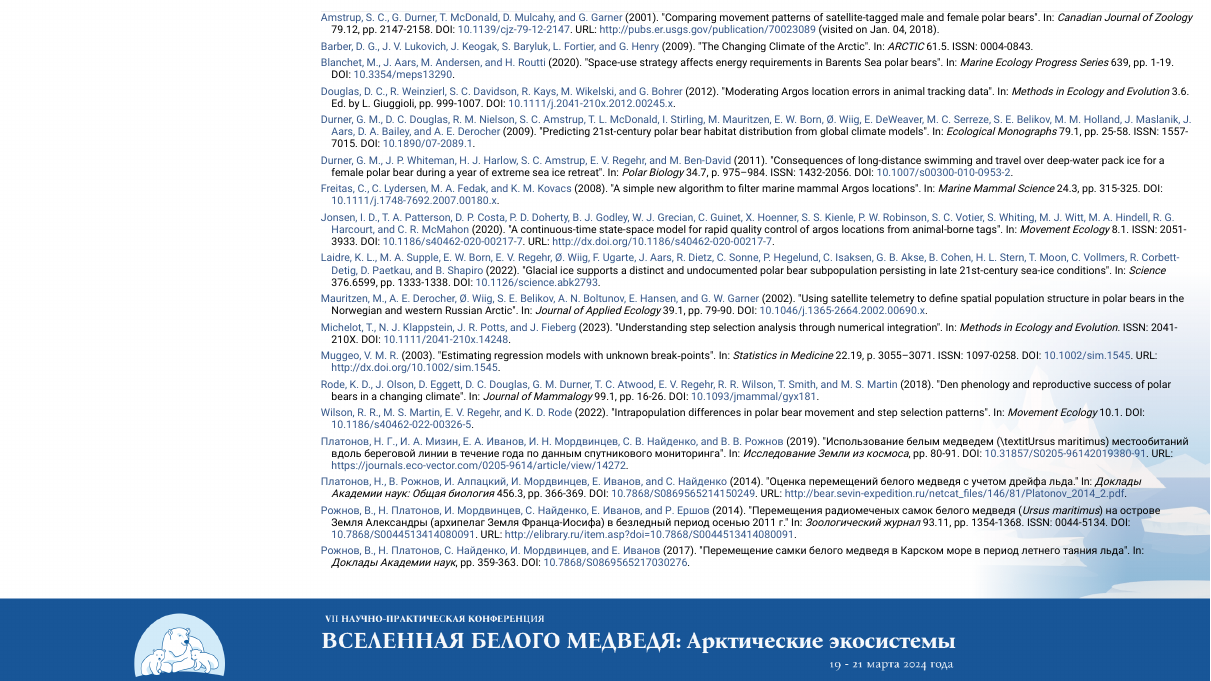 Amstrup, S. C., G. Durner, T. McDonald, D. Mulcahy, and G. Garner (2001). "Comparing movement patterns of satellite-tagged male and female polar bears". In: Canadian Journal of Zoology
79.12, pp. 2147-2158. DOI: 10.1139/cjz-79-12-2147. URL: http://pubs.er.usgs.gov/publication/70023089 (visited on Jan. 04, 2018).
Barber, D. G., J. V. Lukovich, J. Keogak, S. Baryluk, L. Fortier, and G. Henry (2009). "The Changing Climate of the Arctic". In: ARCTIC 61.5. ISSN: 0004-0843.
Blanchet, M., J. Aars, M. Andersen, and H. Routti (2020). "Space-use strategy affects energy requirements in Barents Sea polar bears". In: Marine Ecology Progress Series 639, pp. 1-19.
DOI: 10.3354/meps13290.
Douglas, D. C., R. Weinzierl, S. C. Davidson, R. Kays, M. Wikelski, and G. Bohrer (2012). "Moderating Argos location errors in animal tracking data". In: Methods in Ecology and Evolution 3.6.
Ed. by L. Giuggioli, pp. 999-1007. DOI: 10.1111/j.2041-210x.2012.00245.x.
Durner, G. M., D. C. Douglas, R. M. Nielson, S. C. Amstrup, T. L. McDonald, I. Stirling, M. Mauritzen, E. W. Born, Ø. Wiig, E. DeWeaver, M. C. Serreze, S. E. Belikov, M. M. Holland, J. Maslanik, J.
Aars, D. A. Bailey, and A. E. Derocher (2009). "Predicting 21st-century polar bear habitat distribution from global climate models". In: Ecological Monographs 79.1, pp. 25-58. ISSN: 1557-
7015. DOI: 10.1890/07-2089.1.
Durner, G. M., J. P. Whiteman, H. J. Harlow, S. C. Amstrup, E. V. Regehr, and M. Ben-David (2011). "Consequences of long-distance swimming and travel over deep-water pack ice for a
female polar bear during a year of extreme sea ice retreat". In: Polar Biology 34.7, p. 975–984. ISSN: 1432-2056. DOI: 10.1007/s00300-010-0953-2.
Freitas, C., C. Lydersen, M. A. Fedak, and K. M. Kovacs (2008). "A simple new algorithm to filter marine mammal Argos locations". In: Marine Mammal Science 24.3, pp. 315-325. DOI:
10.1111/j.1748-7692.2007.00180.x.
Jonsen, I. D., T. A. Patterson, D. P. Costa, P. D. Doherty, B. J. Godley, W. J. Grecian, C. Guinet, X. Hoenner, S. S. Kienle, P. W. Robinson, S. C. Votier, S. Whiting, M. J. Witt, M. A. Hindell, R. G.
Harcourt, and C. R. McMahon (2020). "A continuous-time state-space model for rapid quality control of argos locations from animal-borne tags". In: Movement Ecology 8.1. ISSN: 2051-
3933. DOI: 10.1186/s40462-020-00217-7. URL: http://dx.doi.org/10.1186/s40462-020-00217-7.
Laidre, K. L., M. A. Supple, E. W. Born, E. V. Regehr, Ø. Wiig, F. Ugarte, J. Aars, R. Dietz, C. Sonne, P. Hegelund, C. Isaksen, G. B. Akse, B. Cohen, H. L. Stern, T. Moon, C. Vollmers, R. Corbett-
Detig, D. Paetkau, and B. Shapiro (2022). "Glacial ice supports a distinct and undocumented polar bear subpopulation persisting in late 21st-century sea-ice conditions". In: Science
376.6599, pp. 1333-1338. DOI: 10.1126/science.abk2793.
Mauritzen, M., A. E. Derocher, Ø. Wiig, S. E. Belikov, A. N. Boltunov, E. Hansen, and G. W. Garner (2002). "Using satellite telemetry to define spatial population structure in polar bears in the
Norwegian and western Russian Arctic". In: Journal of Applied Ecology 39.1, pp. 79-90. DOI: 10.1046/j.1365-2664.2002.00690.x.
Michelot, T., N. J. Klappstein, J. R. Potts, and J. Fieberg (2023). "Understanding step selection analysis through numerical integration". In: Methods in Ecology and Evolution. ISSN: 2041-
210X. DOI: 10.1111/2041-210x.14248.
Muggeo, V. M. R. (2003). "Estimating regression models with unknown break-points". In: Statistics in Medicine 22.19, p. 3055–3071. ISSN: 1097-0258. DOI: 10.1002/sim.1545. URL:
http://dx.doi.org/10.1002/sim.1545.
Rode, K. D., J. Olson, D. Eggett, D. C. Douglas, G. M. Durner, T. C. Atwood, E. V. Regehr, R. R. Wilson, T. Smith, and M. S. Martin (2018). "Den phenology and reproductive success of polar
bears in a changing climate". In: Journal of Mammalogy 99.1, pp. 16-26. DOI: 10.1093/jmammal/gyx181.
Wilson, R. R., M. S. Martin, E. V. Regehr, and K. D. Rode (2022). "Intrapopulation differences in polar bear movement and step selection patterns". In: Movement Ecology 10.1. DOI:
10.1186/s40462-022-00326-5.
Платонов, Н. Г., И. А. Мизин, Е. А. Иванов, И. Н. Мордвинцев, С. В. Найденко, and В. В. Рожнов (2019). "Использование белым медведем (\textitUrsus maritimus) местообитаний
вдоль береговой линии в течение года по данным спутникового мониторинга". In: Исследование Земли из космоса, pp. 80-91. DOI: 10.31857/S0205-96142019380-91. URL:
https://journals.eco-vector.com/0205-9614/article/view/14272.
Платонов, Н., В. Рожнов, И. Алпацкий, И. Мордвинцев, Е. Иванов, and С. Найденко (2014). "Оценка перемещений белого медведя с учетом дрейфа льда." In: Доклады
Академии наук: Общая биология 456.3, pp. 366-369. DOI: 10.7868/S0869565214150249. URL: http://bear.sevin-expedition.ru/netcat_files/146/81/Platonov_2014_2.pdf.
Рожнов, В., Н. Платонов, И. Мордвинцев, С. Найденко, Е. Иванов, and Р. Ершов (2014). "Перемещения радиомеченых самок белого медведя (Ursus maritimus) на острове
Земля Александры (архипелаг Земля Франца-Иосифа) в безледный период осенью 2011 г." In: Зоологический журнал 93.11, pp. 1354-1368. ISSN: 0044-5134. DOI:
10.7868/S0044513414080091. URL: http://elibrary.ru/item.asp?doi=10.7868/S0044513414080091.
Рожнов, В., Н. Платонов, С. Найденко, И. Мордвинцев, and Е. Иванов (2017). "Перемещение самки белого медведя в Карском море в период летнего таяния льда". In:
Доклады Академии наук, pp. 359-363. DOI: 10.7868/S0869565217030276.
VII НАУЧНО-ПРАКТИЧЕСКАЯ КОНФЕРЕНЦИЯ
ВСЕЛЕННАЯ БЕЛОГО МЕДВЕДЯ: Арктические экосистемы
19 - 21 марта 2024 года